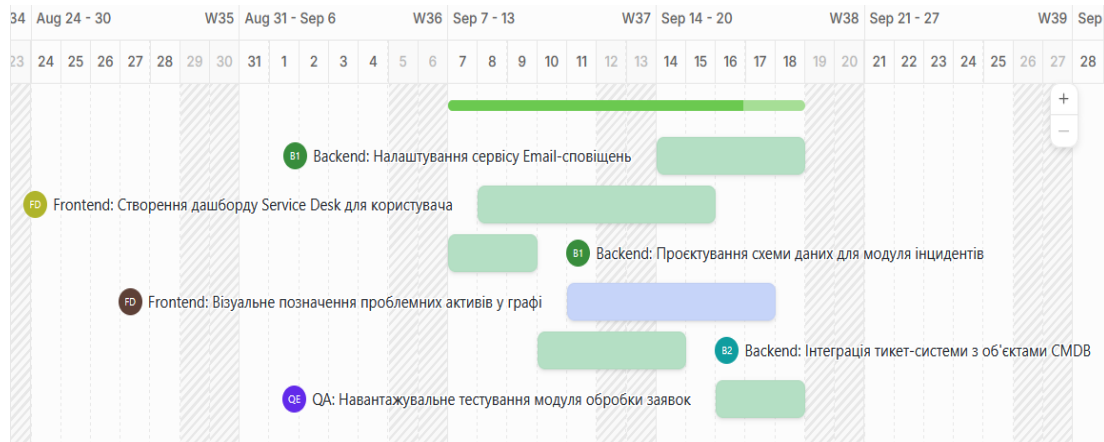 34 Aug 24 - 30 W35 Aug 31 - Sep 6 W36 Sep 7 - 13 W37 Sep 14 - 20 W38 Sep 21 - 27 W39 Sep
23 24 25 26 27 28 29 30 31 1 2 3 4 5 6 7 8 9 10 11 12 13 14 15 16 17 18 19 20 21 22 23 24 25 26 27 28
+
−
B1 Backend: Налаштування сервісу Email-сповіщень
FD Frontend: Створення дашборду Service Desk для користувача
B1 Backend: Проєктування схеми даних для модуля інцидентів
FD Frontend: Візуальне позначення проблемних активів у графі
B2 Backend: Інтеграція тикет-системи з об'єктами CMDB
QE QA: Навантажувальне тестування модуля обробки заявок